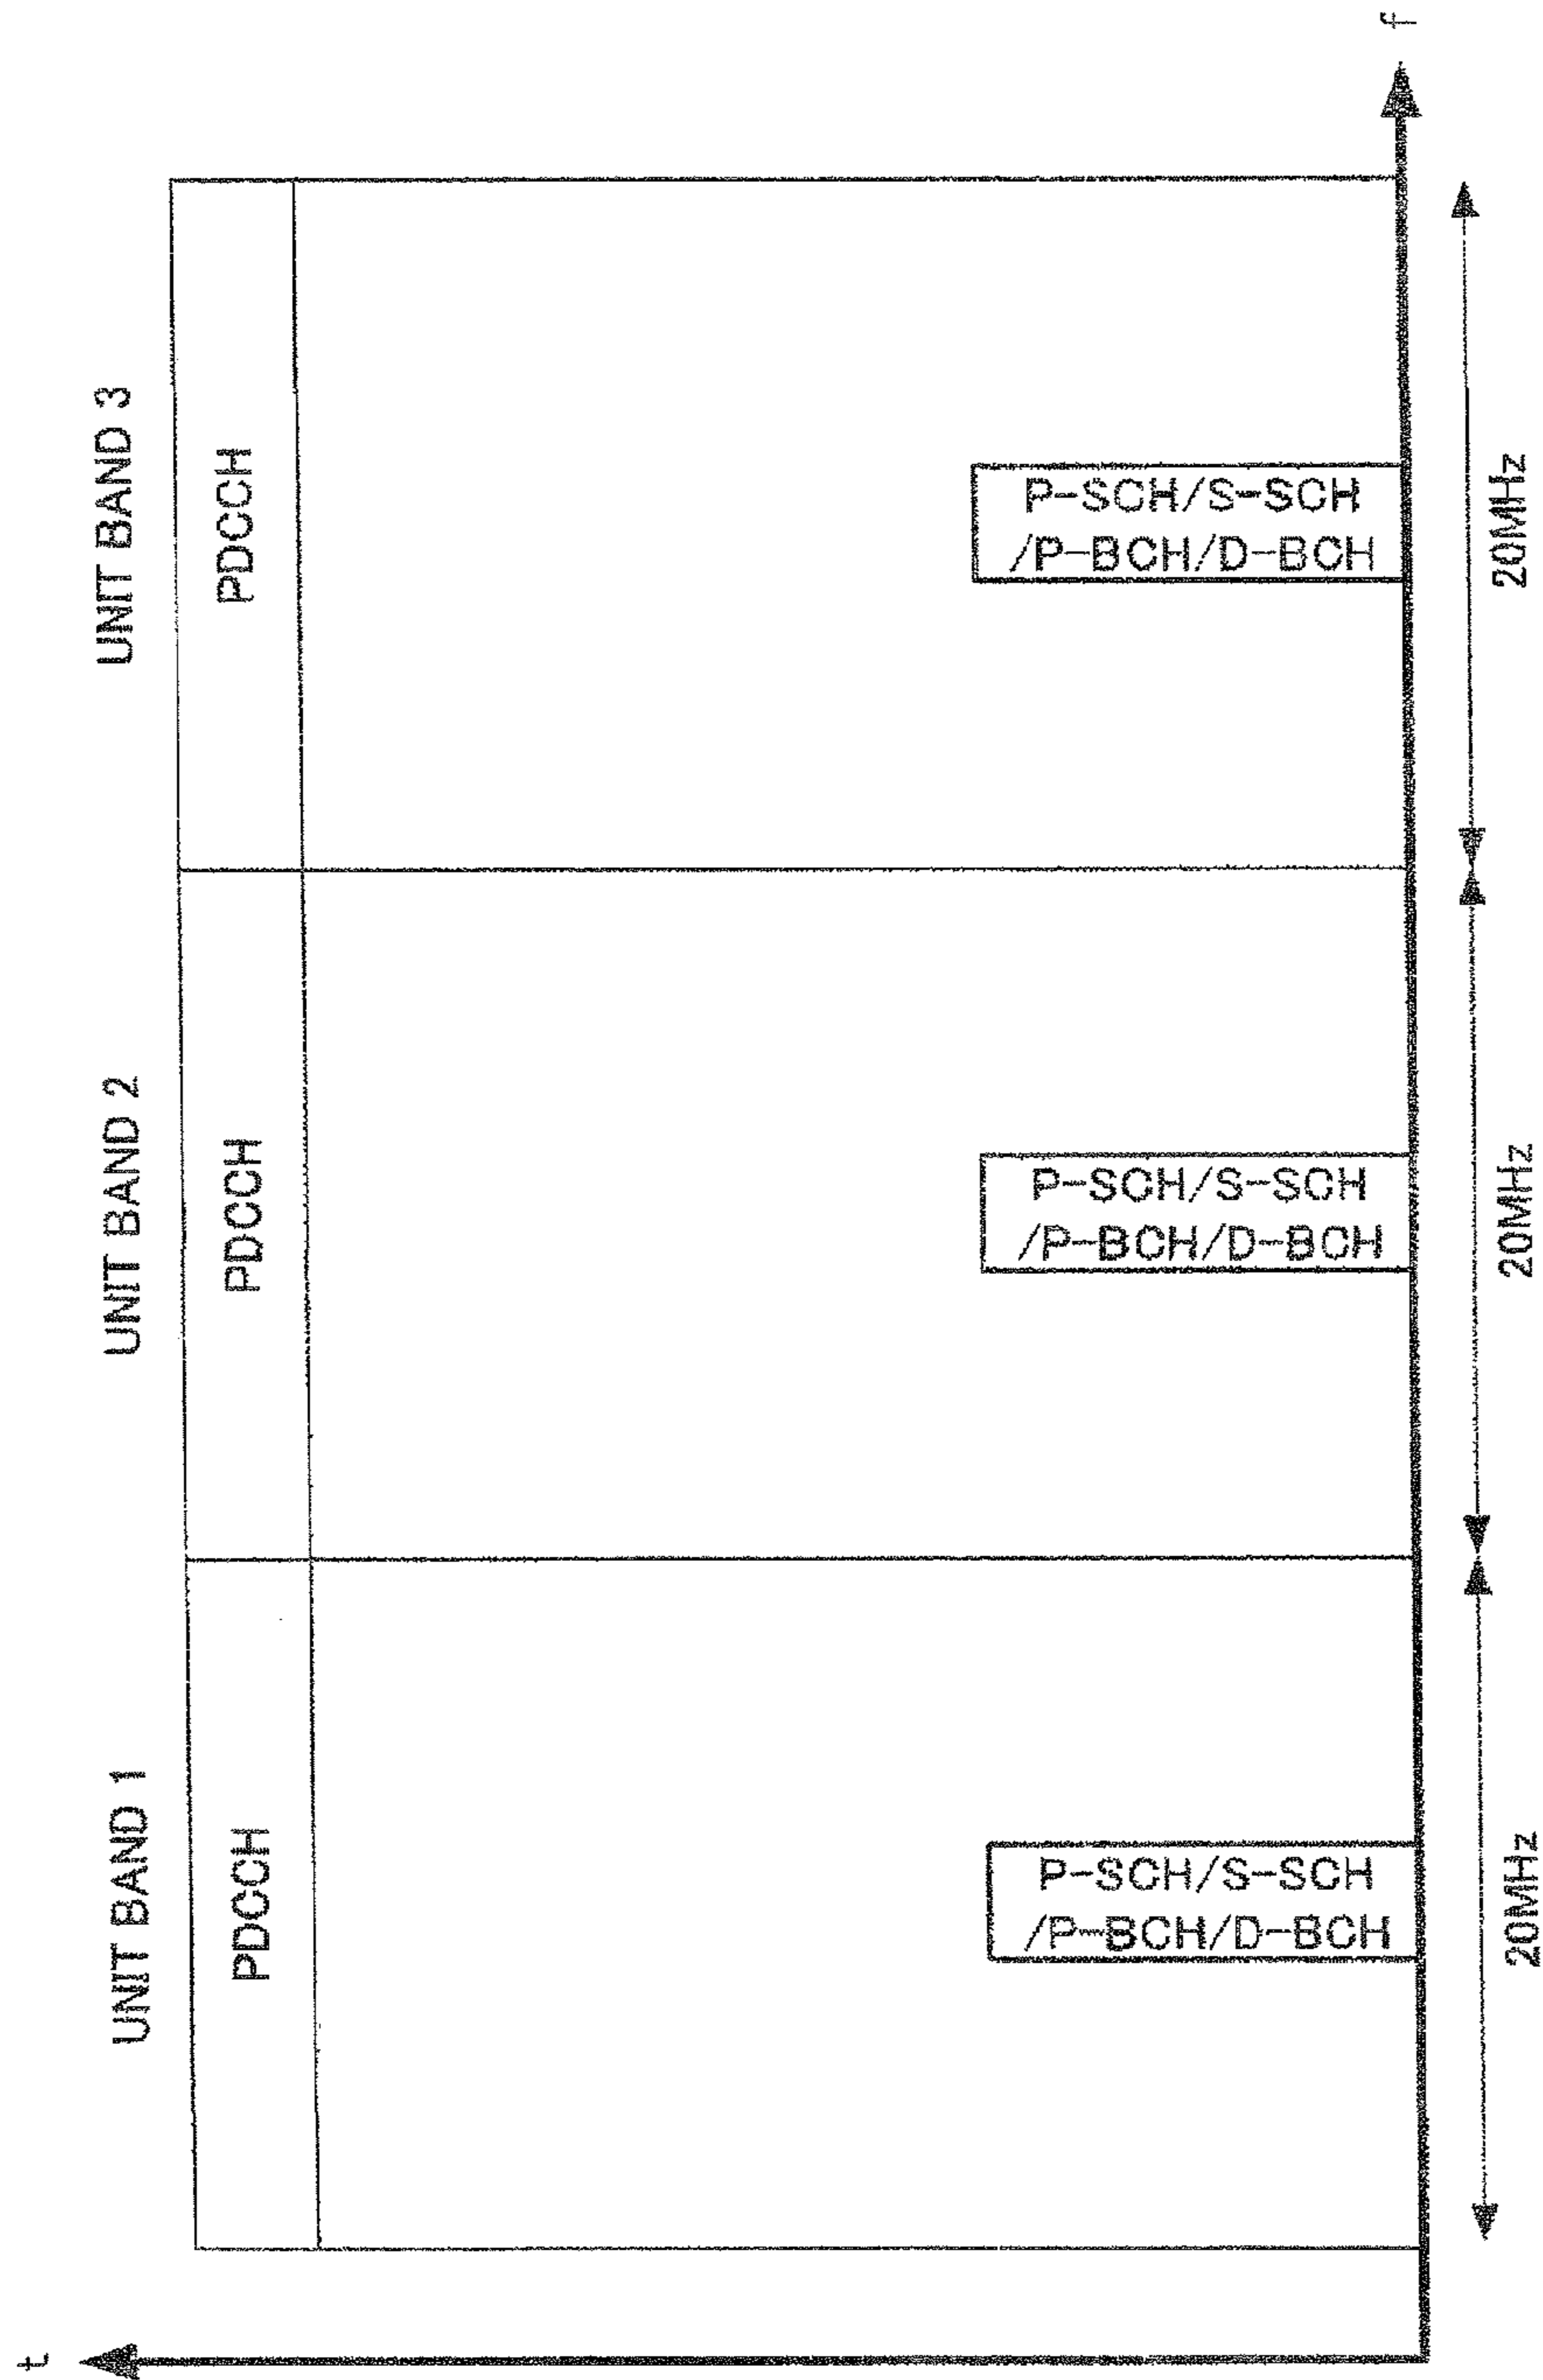 t
UNIT BAND 1
UNIT BAND 2
UNIT BAND 3
PDCCH
PDCCH
PDCCH
P-SCH/S-SCH
/P-BCH/D-BCH
P-SCH/S-SCH
/P-BCH/D-BCH
P-SCH/S-SCH
/P-BCH/D-BCH
f
20MHz
20MHz
20MHz